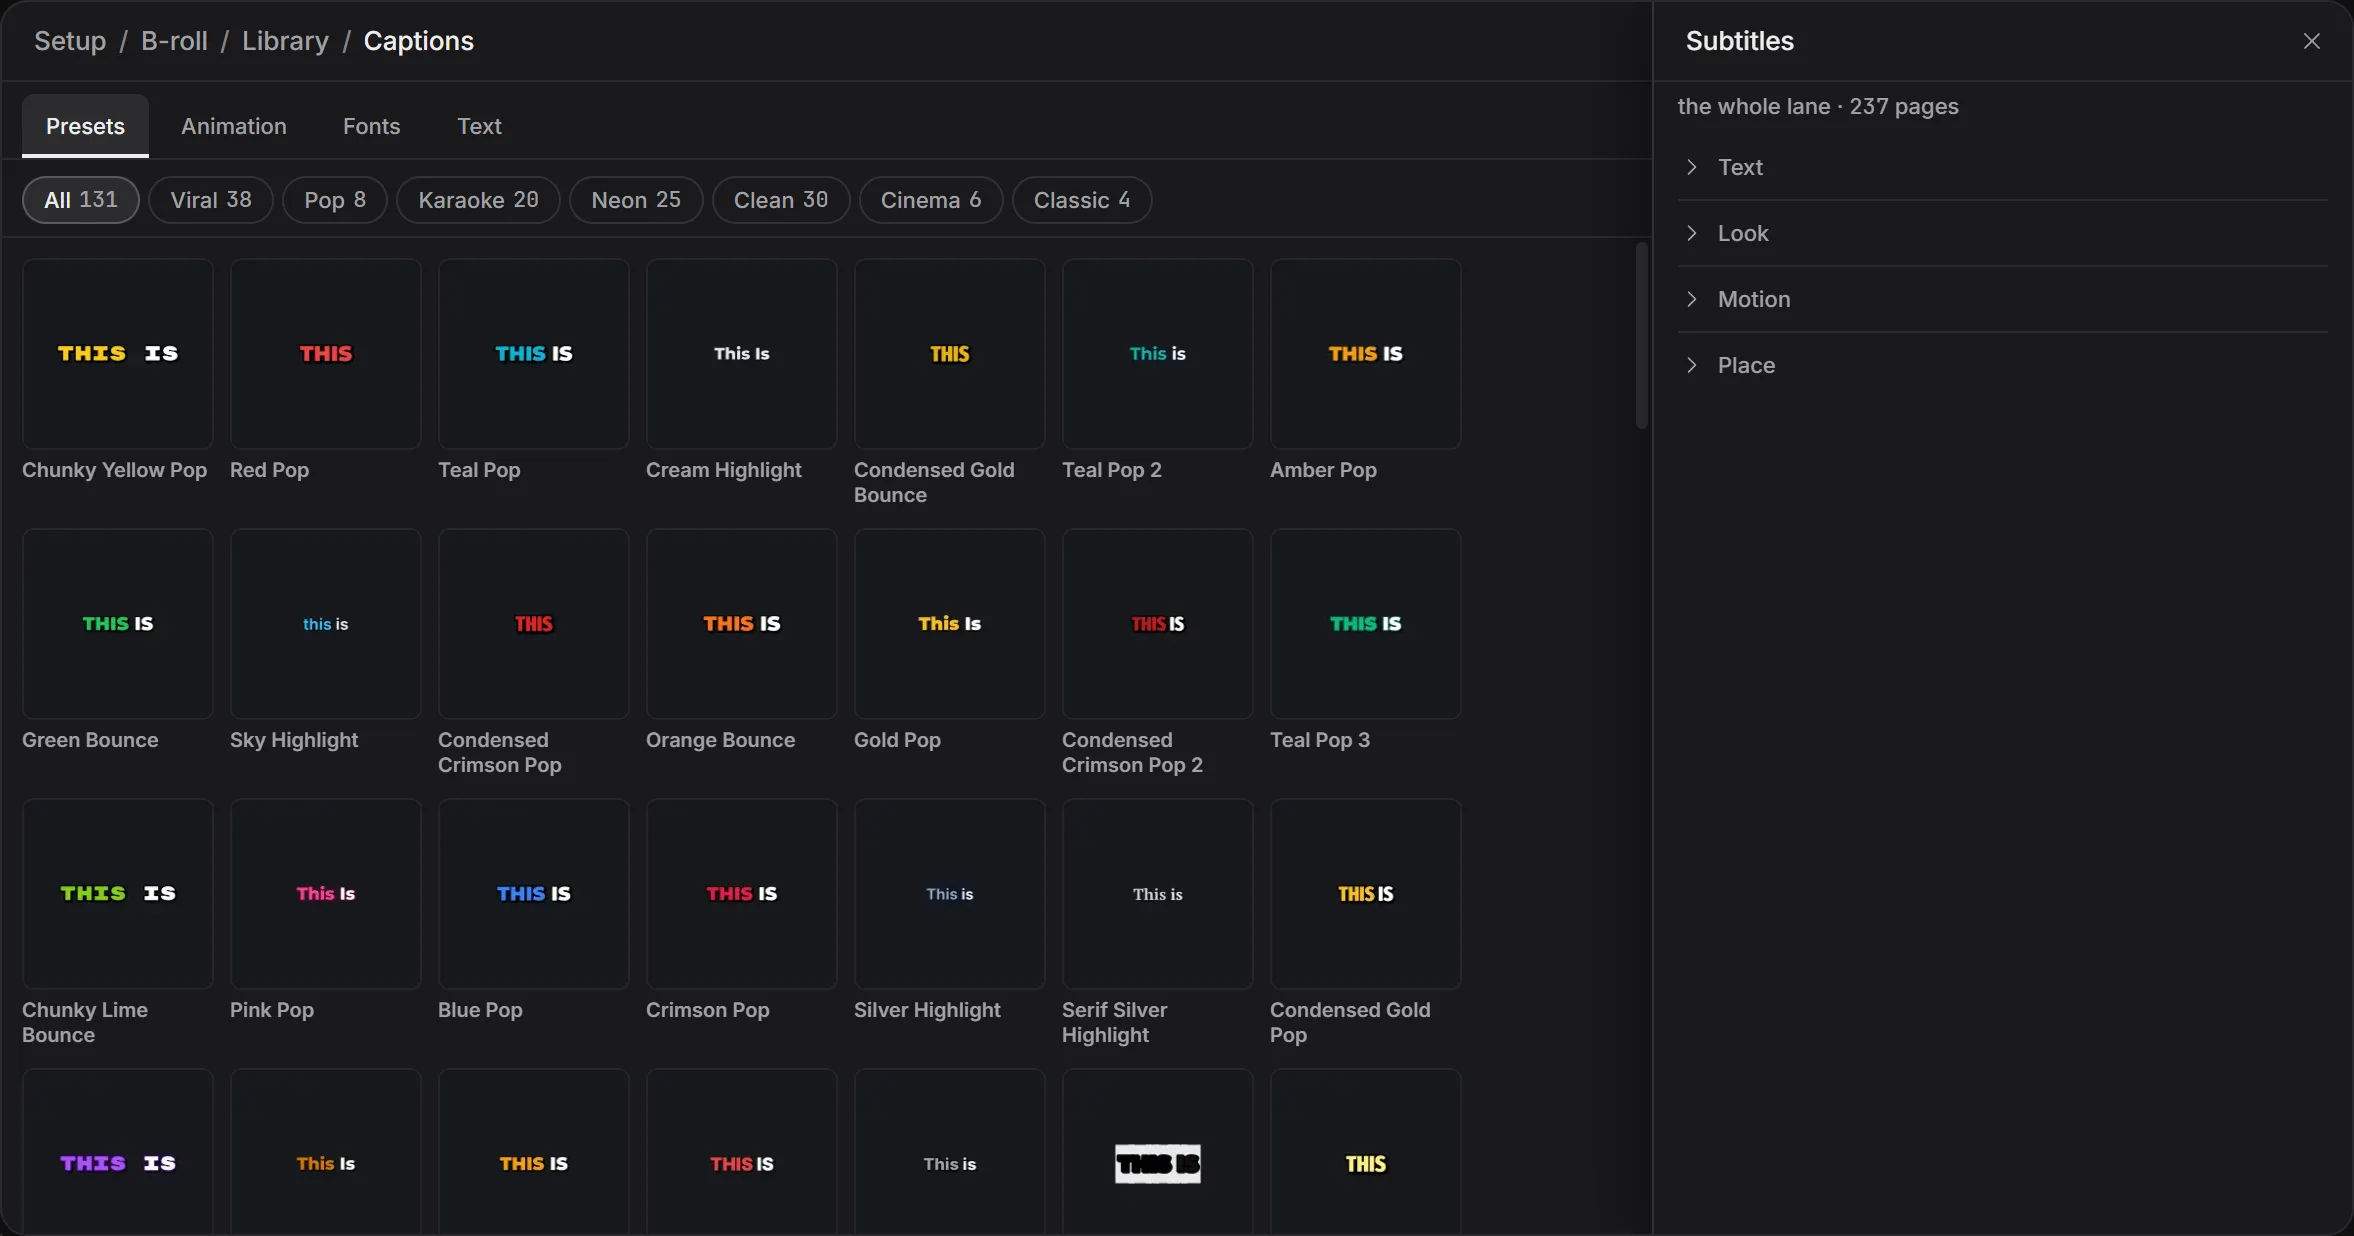 Setup / B-roll / Library / Captions
Subtitles
Presets Animation Fonts Text
the whole lane · 237 pages
All 131 Viral 38 Pop 8 Karaoke 20 Neon 25 Clean 30 Cinema 6 Classic 4
Text
Look
Motion
Place
THIS IS
THIS
THIS IS
This Is
THIS
This is
THIS IS
Chunky Yellow Pop
Red Pop
Teal Pop
Cream Highlight
Condensed Gold
Bounce
Teal Pop 2
Amber Pop
THIS IS
this is
THIS
THIS IS
This Is
THIS IS
THIS IS
Green Bounce
Sky Highlight
Condensed
Crimson Pop
Orange Bounce
Gold Pop
Condensed
Crimson Pop 2
Teal Pop 3
THIS IS
This Is
THIS IS
THIS IS
This is
This is
THIS IS
Chunky Lime
Bounce
Pink Pop
Blue Pop
Crimson Pop
Silver Highlight
Serif Silver
Highlight
Condensed Gold
Pop
THIS IS
This Is
THIS IS
THIS IS
This is
THIS IS
THIS